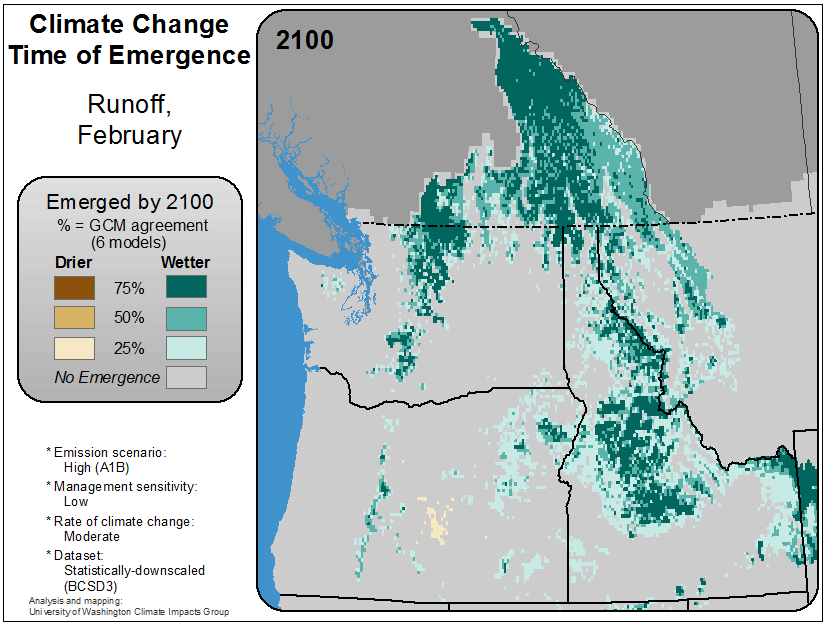 Climate Change
Time of Emergence
Runoff,
February
Emerged by 2100
% = GCM agreement
(6 models)
Drier Wetter
75%
50%
25%
No Emergence
* Emission scenario:
High (A1B)
* Management sensitivity:
Low
* Rate of climate change:
Moderate
* Dataset:
Statistically-downscaled
(BCSD3)
Analysis and mapping:
University of Washington Climate Impacts Group
2100